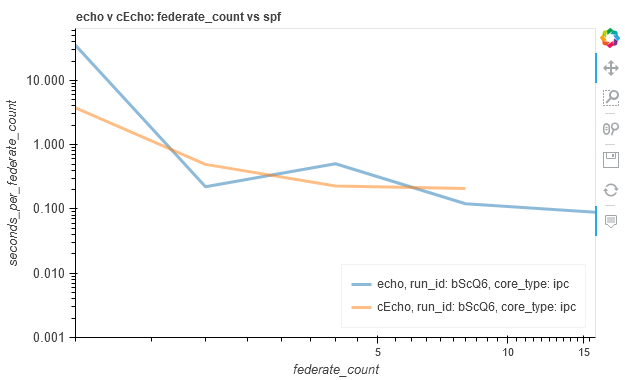 echo v cEcho: federate_count vs spf
seconds_per_federate_count
10.000
1.000
0.100
0.010
0.001
echo, run_id: bScQ6, core_type: ipc
cEcho, run_id: bScQ6, core_type: ipc
5
10
15
federate_count